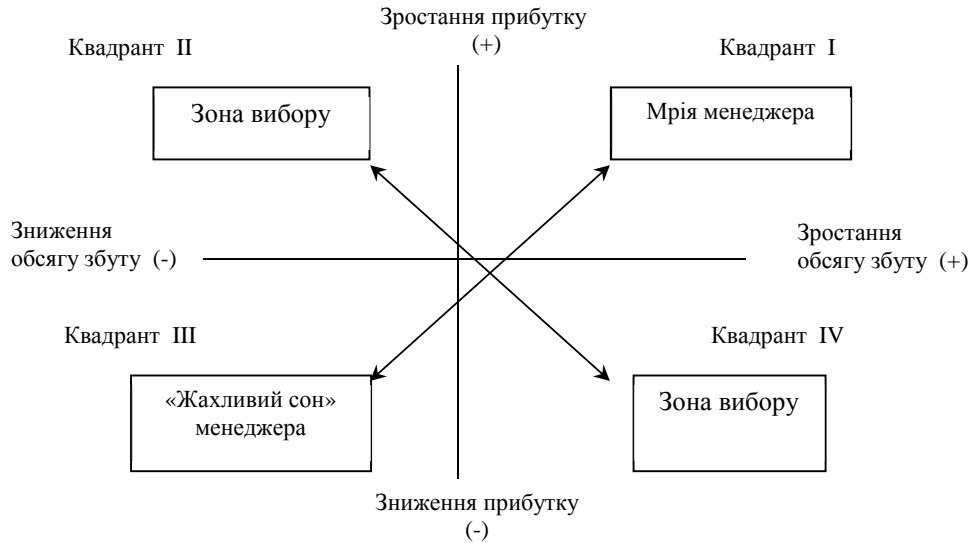 Зростання прибутку
(+)
Квадрант II
Квадрант I
Зона вибору
Мрія менеджера
Зниження
обсягу збуту (-)
Зростання
обсягу збуту (+)
Квадрант III
Квадрант IV
«Жахливий сон»
менеджера
Зона вибору
Зниження прибутку
(-)